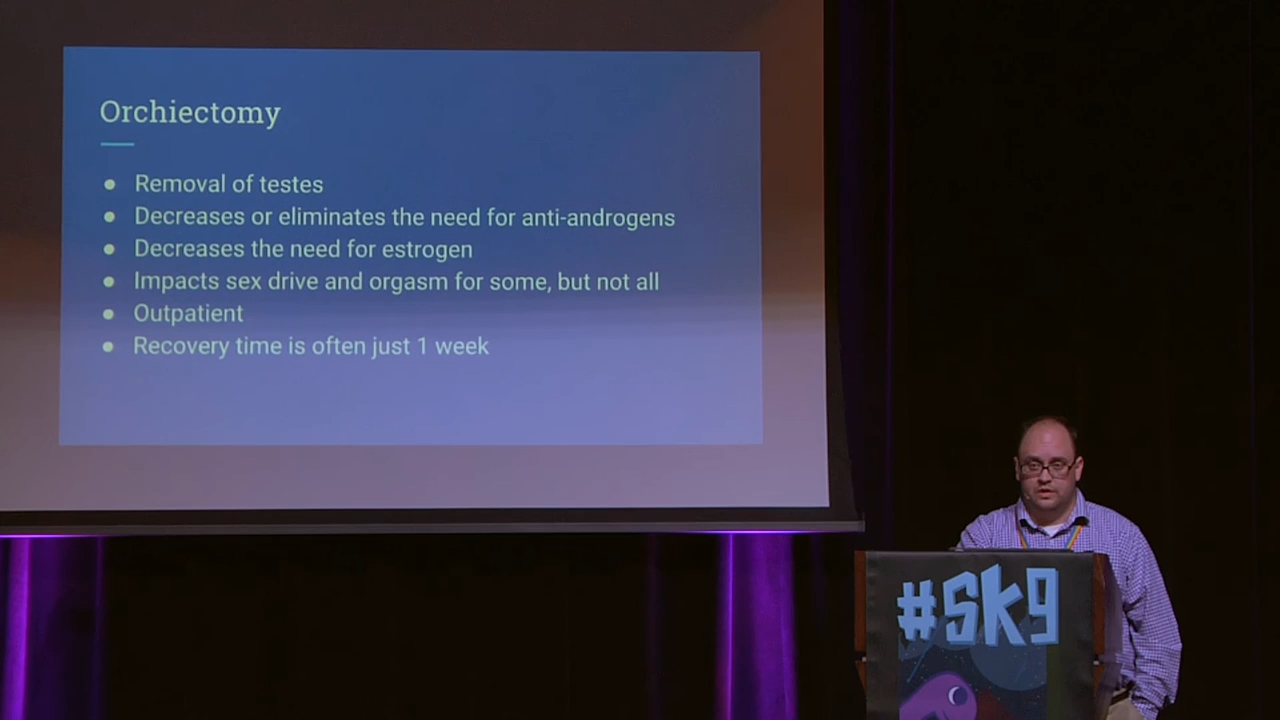 Orchiectomy
● Removal of testes
● Decreases or eliminates the need for anti-androgens
● Decreases the need for estrogen
● Impacts sex drive and orgasm for some, but not all
● Outpatient
● Recovery time is often just 1 week
#SK9